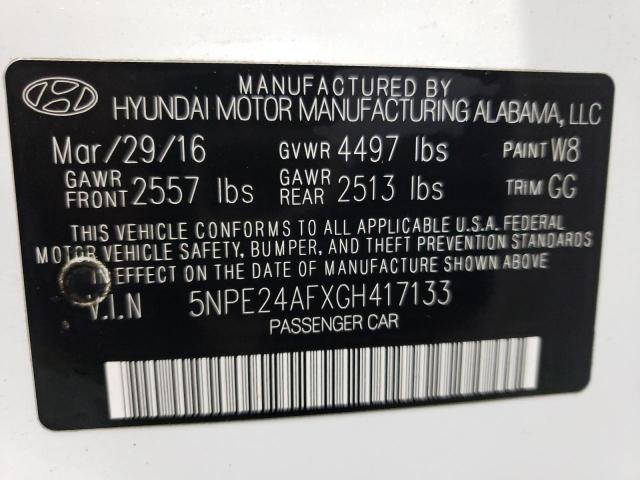 MANUFACTURED BY
HYUNDAI MOTOR MANUFACTURING ALABAMA, LLC
Mar/29/16 GVWR 4497 lbs PAINT W8
GAWR FRONT 2557 lbs GAWR REAR 2513 lbs TRIM GG
THIS VEHICLE CONFORMS TO ALL APPLICABLE U.S.A. FEDERAL
MOTOR VEHICLE SAFETY, BUMPER, AND THEFT PREVENTION STANDARDS
IN EFFECT ON THE DATE OF MANUFACTURE SHOWN ABOVE.
V.I.N 5NPE24AFXGH417133
PASSENGER CAR